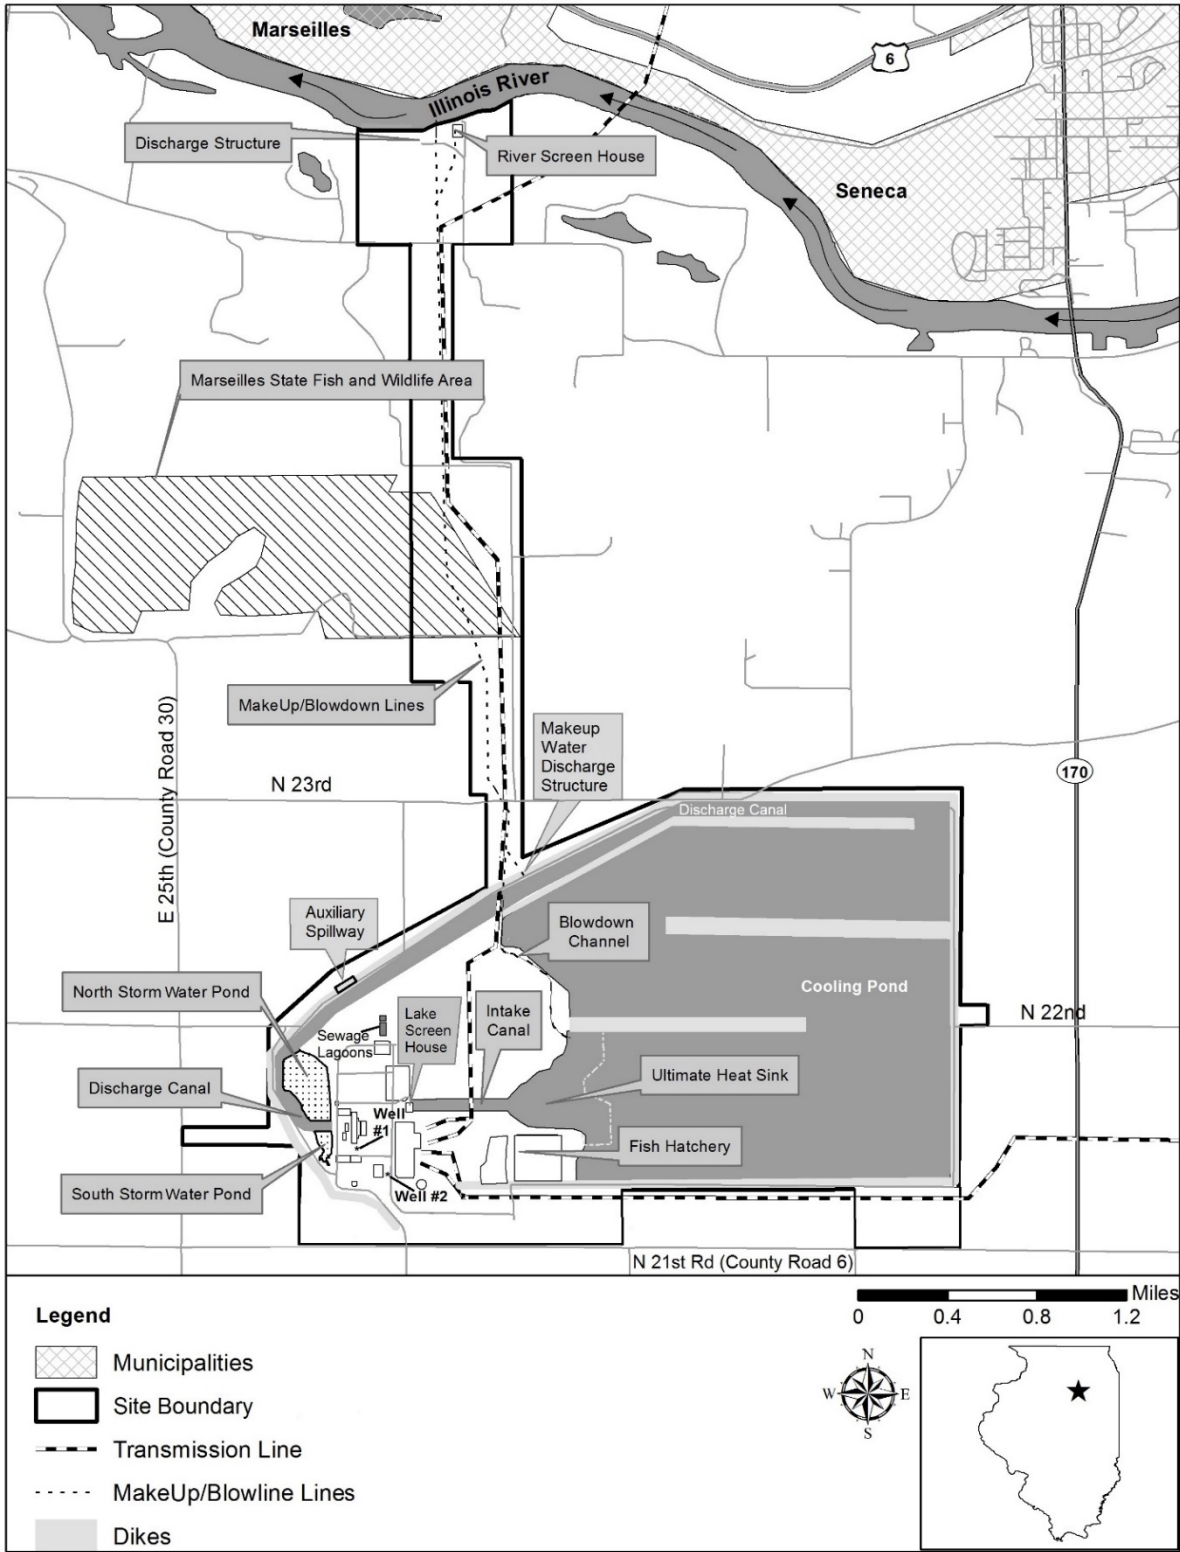 Marseilles
6
Illinois River
Discharge Structure
River Screen House
Seneca
Marseilles State Fish and Wildlife Area
MakeUp/Blowdown Lines
Makeup
Water
Discharge
Structure
E 25th (County Road 30)
N 23rd
170
Discharge Canal
Auxiliary
Spillway
Blowdown
Channel
North Storm Water Pond
Cooling Pond
Lake
Screen
House
Intake
Canal
N 22nd
Sewage
Lagoons
Discharge Canal
Ultimate Heat Sink
Well
#1
Fish Hatchery
South Storm Water Pond
Well #2
N 21st Rd (County Road 6)
Legend
Municipalities
Site Boundary
Transmission Line
MakeUp/Blowline Lines
Dikes
Miles
0 0.4 0.8 1.2
N
W E
S